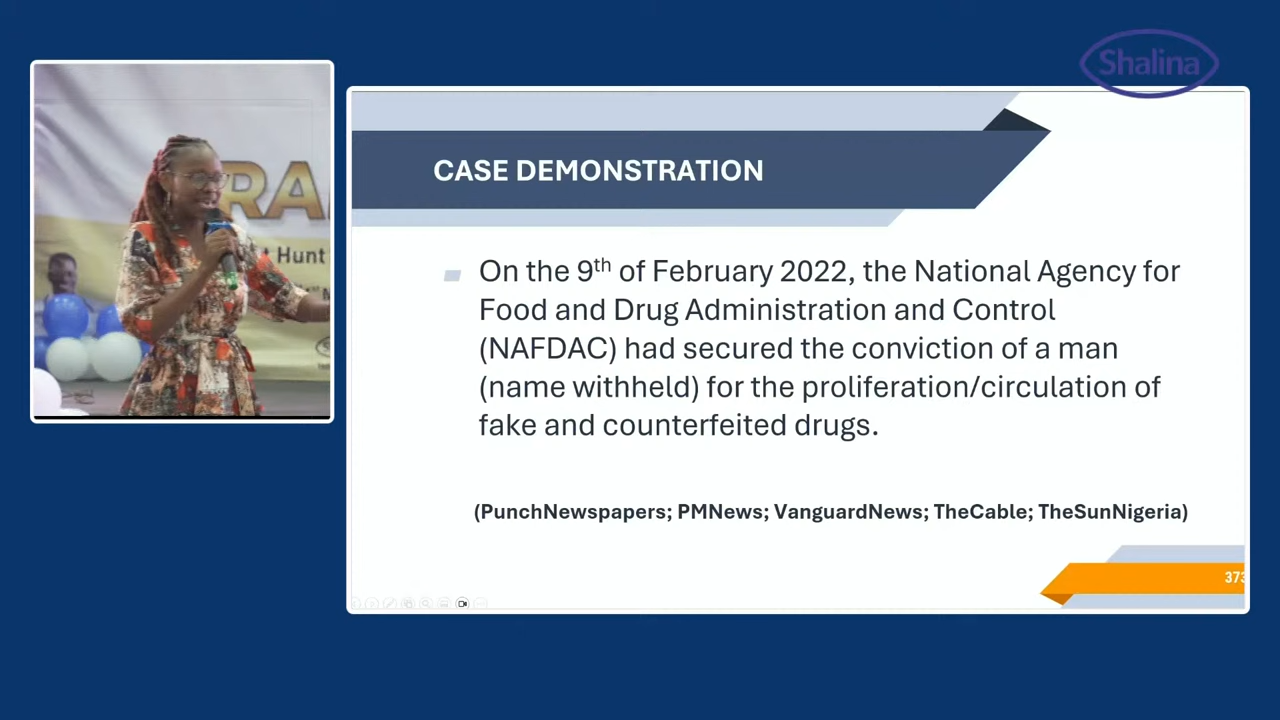 Shalina
RA
t Hunt
CASE DEMONSTRATION
On the 9th of February 2022, the National Agency for
Food and Drug Administration and Control
(NAFDAC) had secured the conviction of a man
(name withheld) for the proliferation/circulation of
fake and counterfeited drugs.
(PunchNewspapers; PMNews; VanguardNews; TheCable; TheSunNigeria)
373